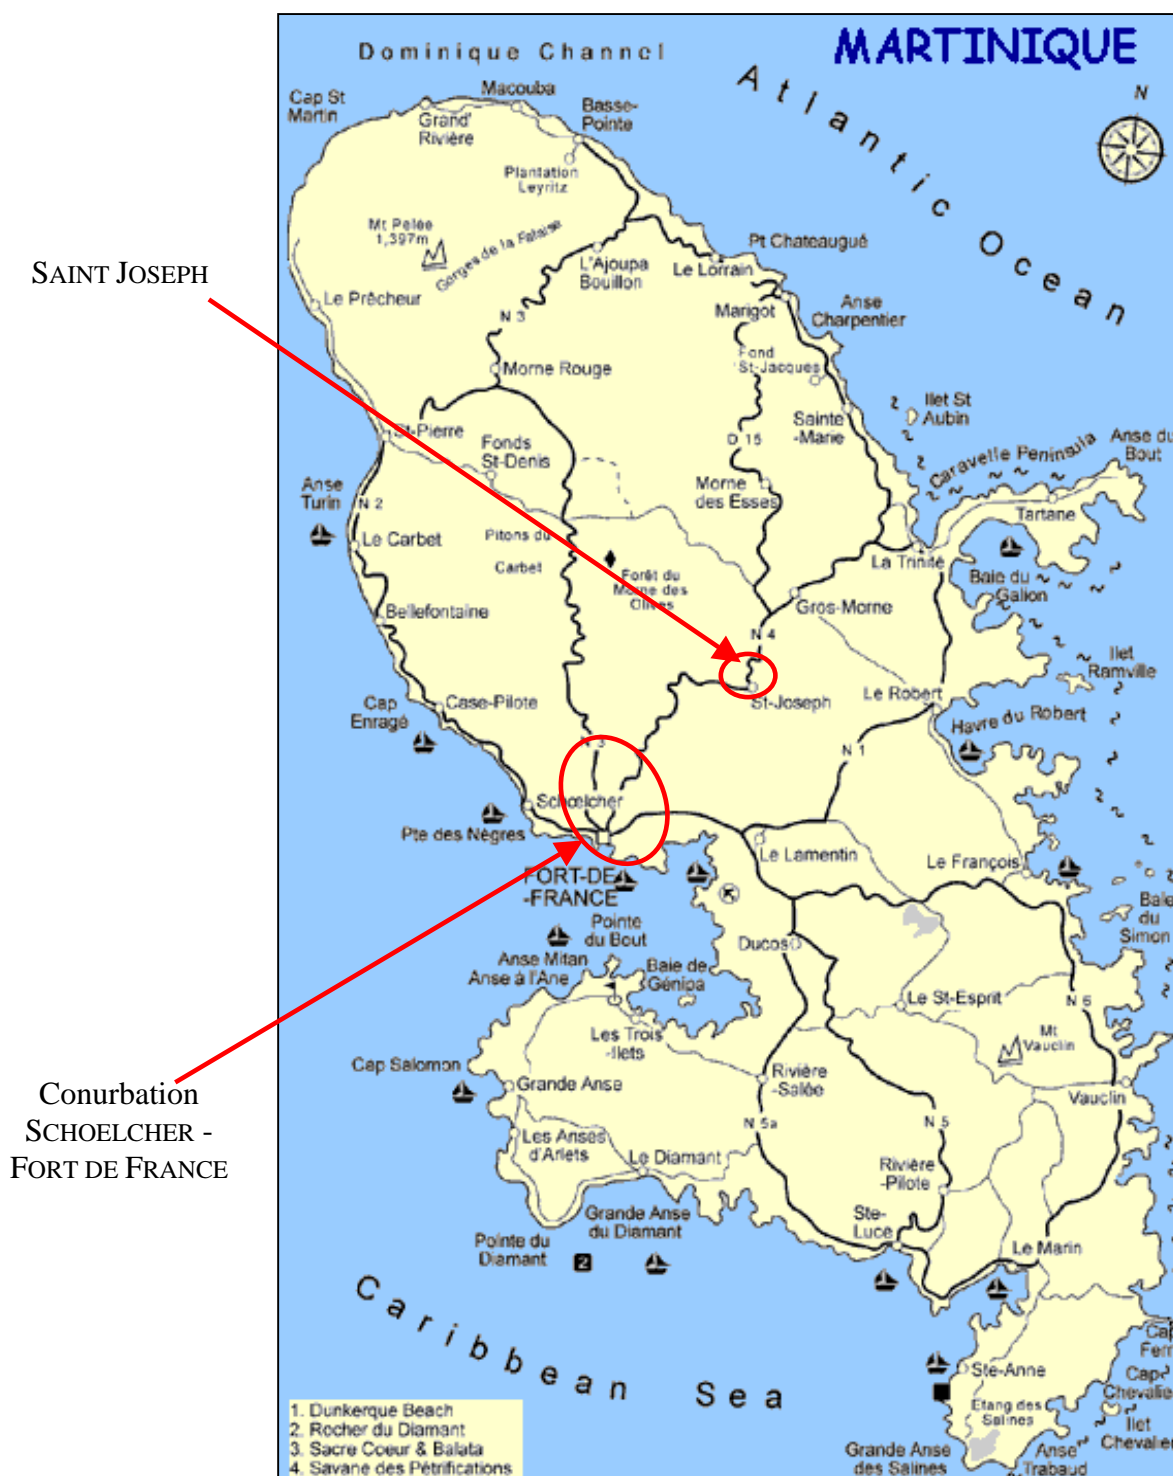 MARTINIQUE
Dominique Channel
Atlantic Ocean
N
Cap St
Martin
Macouba
Grand'
Rivière
Basse-
Pointe
Plantation
Leyritz
Mt Pelée
1,397m
Gorges de la Falaise
L'Ajoupa
Bouillon
Pt Chateaugué
Le Lorrain
SAINT JOSEPH
Le Prêcheur
Marigot
Anse
Charpentier
N 3
Fond
St-Jacques
Morne Rouge
Ilet St
Aubin
Sainte
-Marie
St-Pierre
Fonds
St-Denis
D 15
Caravelle Peninsula
Anse du
Bout
Anse
Turin
N 2
Morne
des Esses
Tartane
Le Carbet
Pitons du
Carbet
La Trinité
Forêt du
Morne des
Olives
Baie du
Galion
Bellefontaine
Gros-Morne
N 4
Ilet
Ramville
St-Joseph
Le Robert
Cap
Enragé
Case-Pilote
Havre du Robert
N 3
N 1
Schœlcher
Pte des Nègres
Le Lamentin
Le François
FORT-DE
-FRANCE
Baie
du
Simon
Pointe
du Bout
Ducos
Anse Mitan
Anse à l'Ane
Baie de
Génipa
Le St-Esprit
N 6
Les Trois
-Ilets
Mt
Vauclin
Cap Salomon
Grande Anse
Rivière
-Salée
Vauclin
Conurbation
SCHOELCHER -
FORT DE FRANCE
N 5a
N 5
Les Anses
d'Arlets
Le Diamant
Rivière
-Pilote
Grande Anse
du Diamant
Ste-
Luce
Pointe du
Diamant
2
Le Marin
Caribbean Sea
Cap
Ferr
Ste-Anne
Cap
Chevalier
Etang des
Salines
Ilet
Chevalier
Grande Anse
des Salines
Anse
Trabaud
1. Dunkerque Beach
2. Rocher du Diamant
3. Sacre Coeur & Balata
4. Savane des Pétrifications